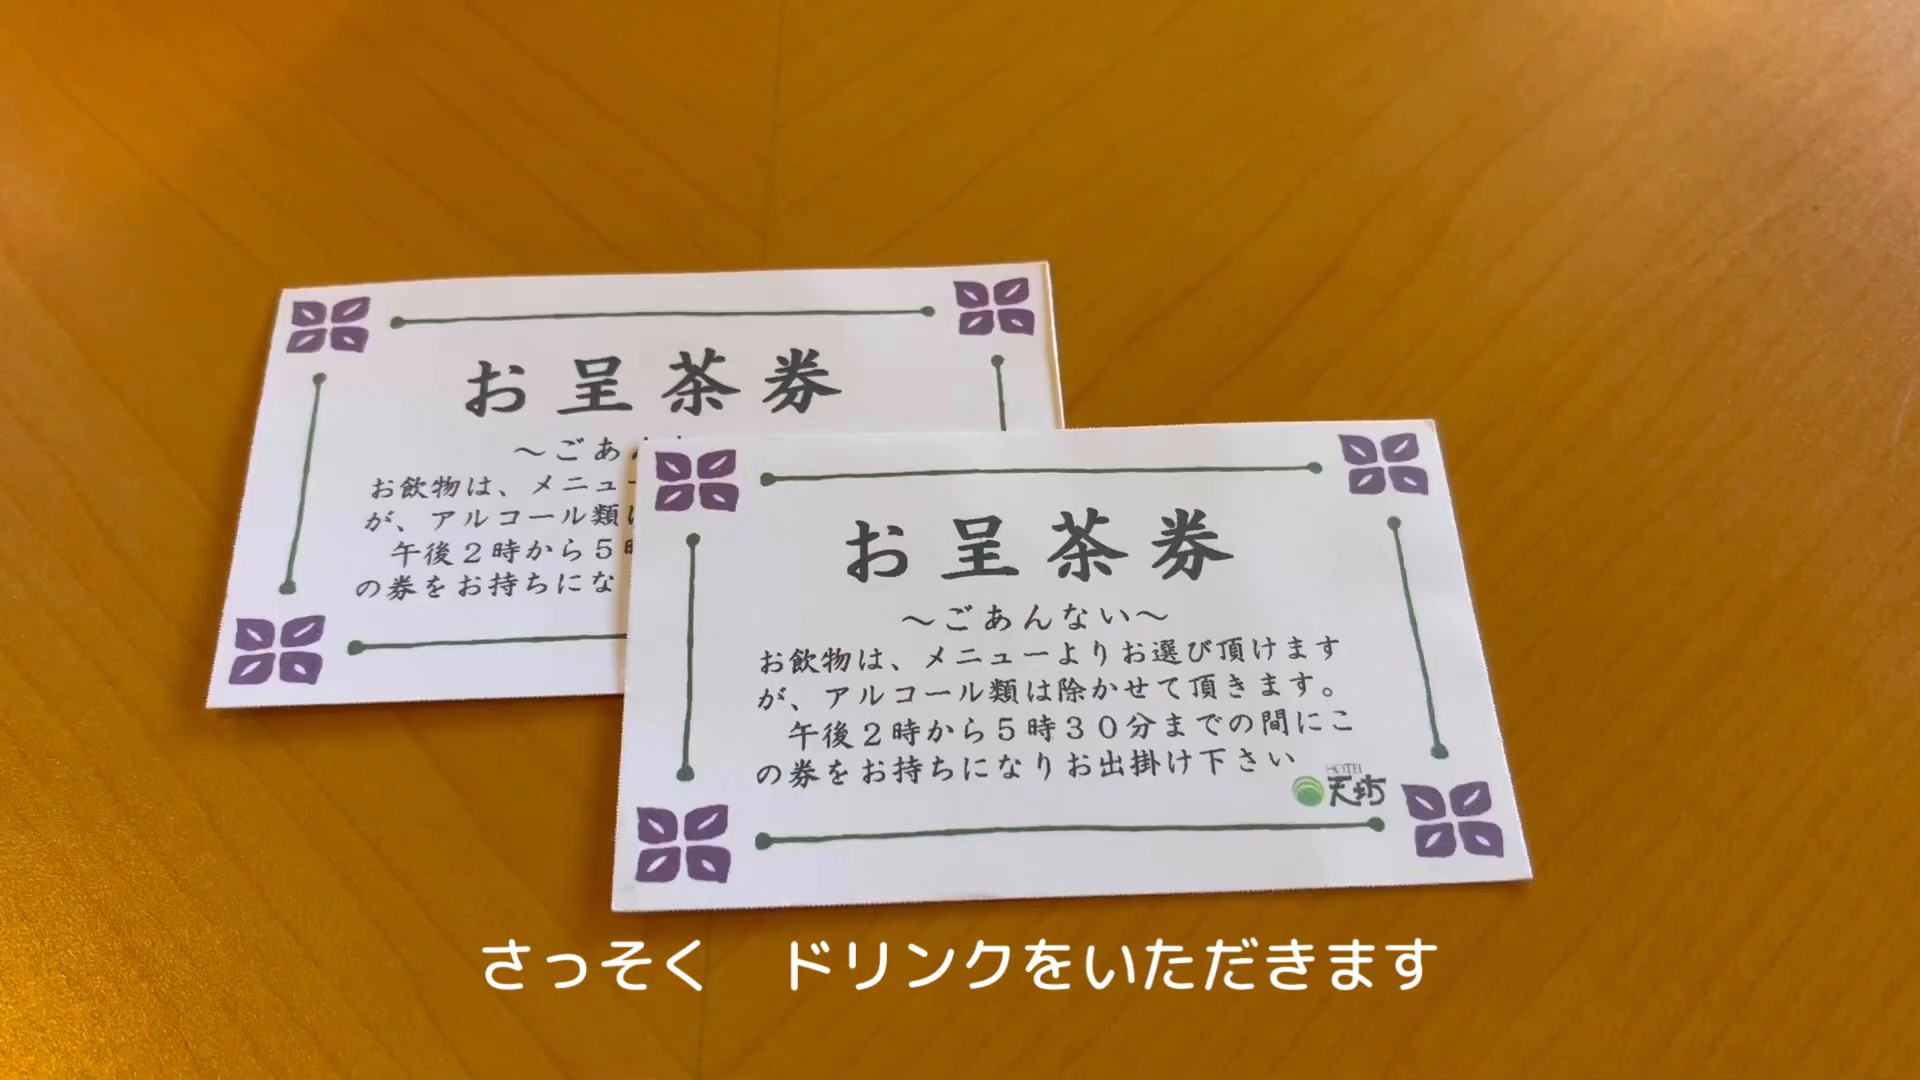 お呈茶券
～ごあ
お飲物は、メニュ
が、アルコール類
午後２時から５
の券をお持ちにな
お呈茶券
～ごあんない～
お飲物は、メニューよりお選び頂けます
が、アルコール類は除かせて頂きます。
午後２時から５時３０分までの間にこ
の券をお持ちになりお出掛け下さい
HOTEL
天坊
さっそく　ドリンクをいただきます